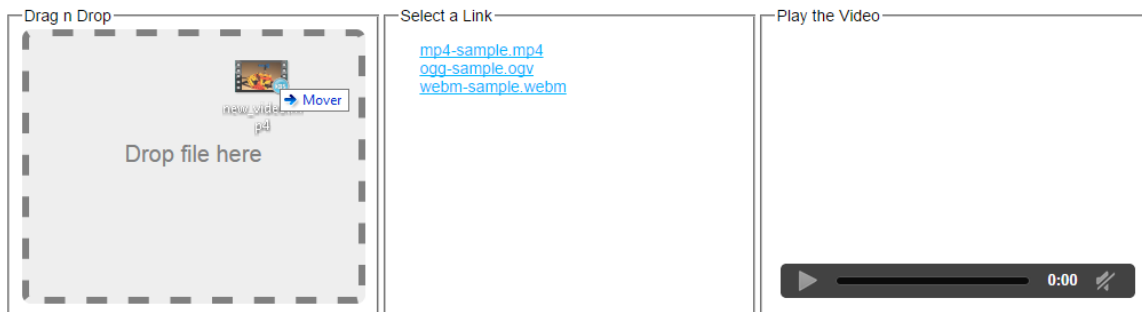 Drag n Drop
Mover
new_video.m
p4
Drop file here
Select a Link
mp4-sample.mp4
ogg-sample.ogv
webm-sample.webm
Play the Video
0:00